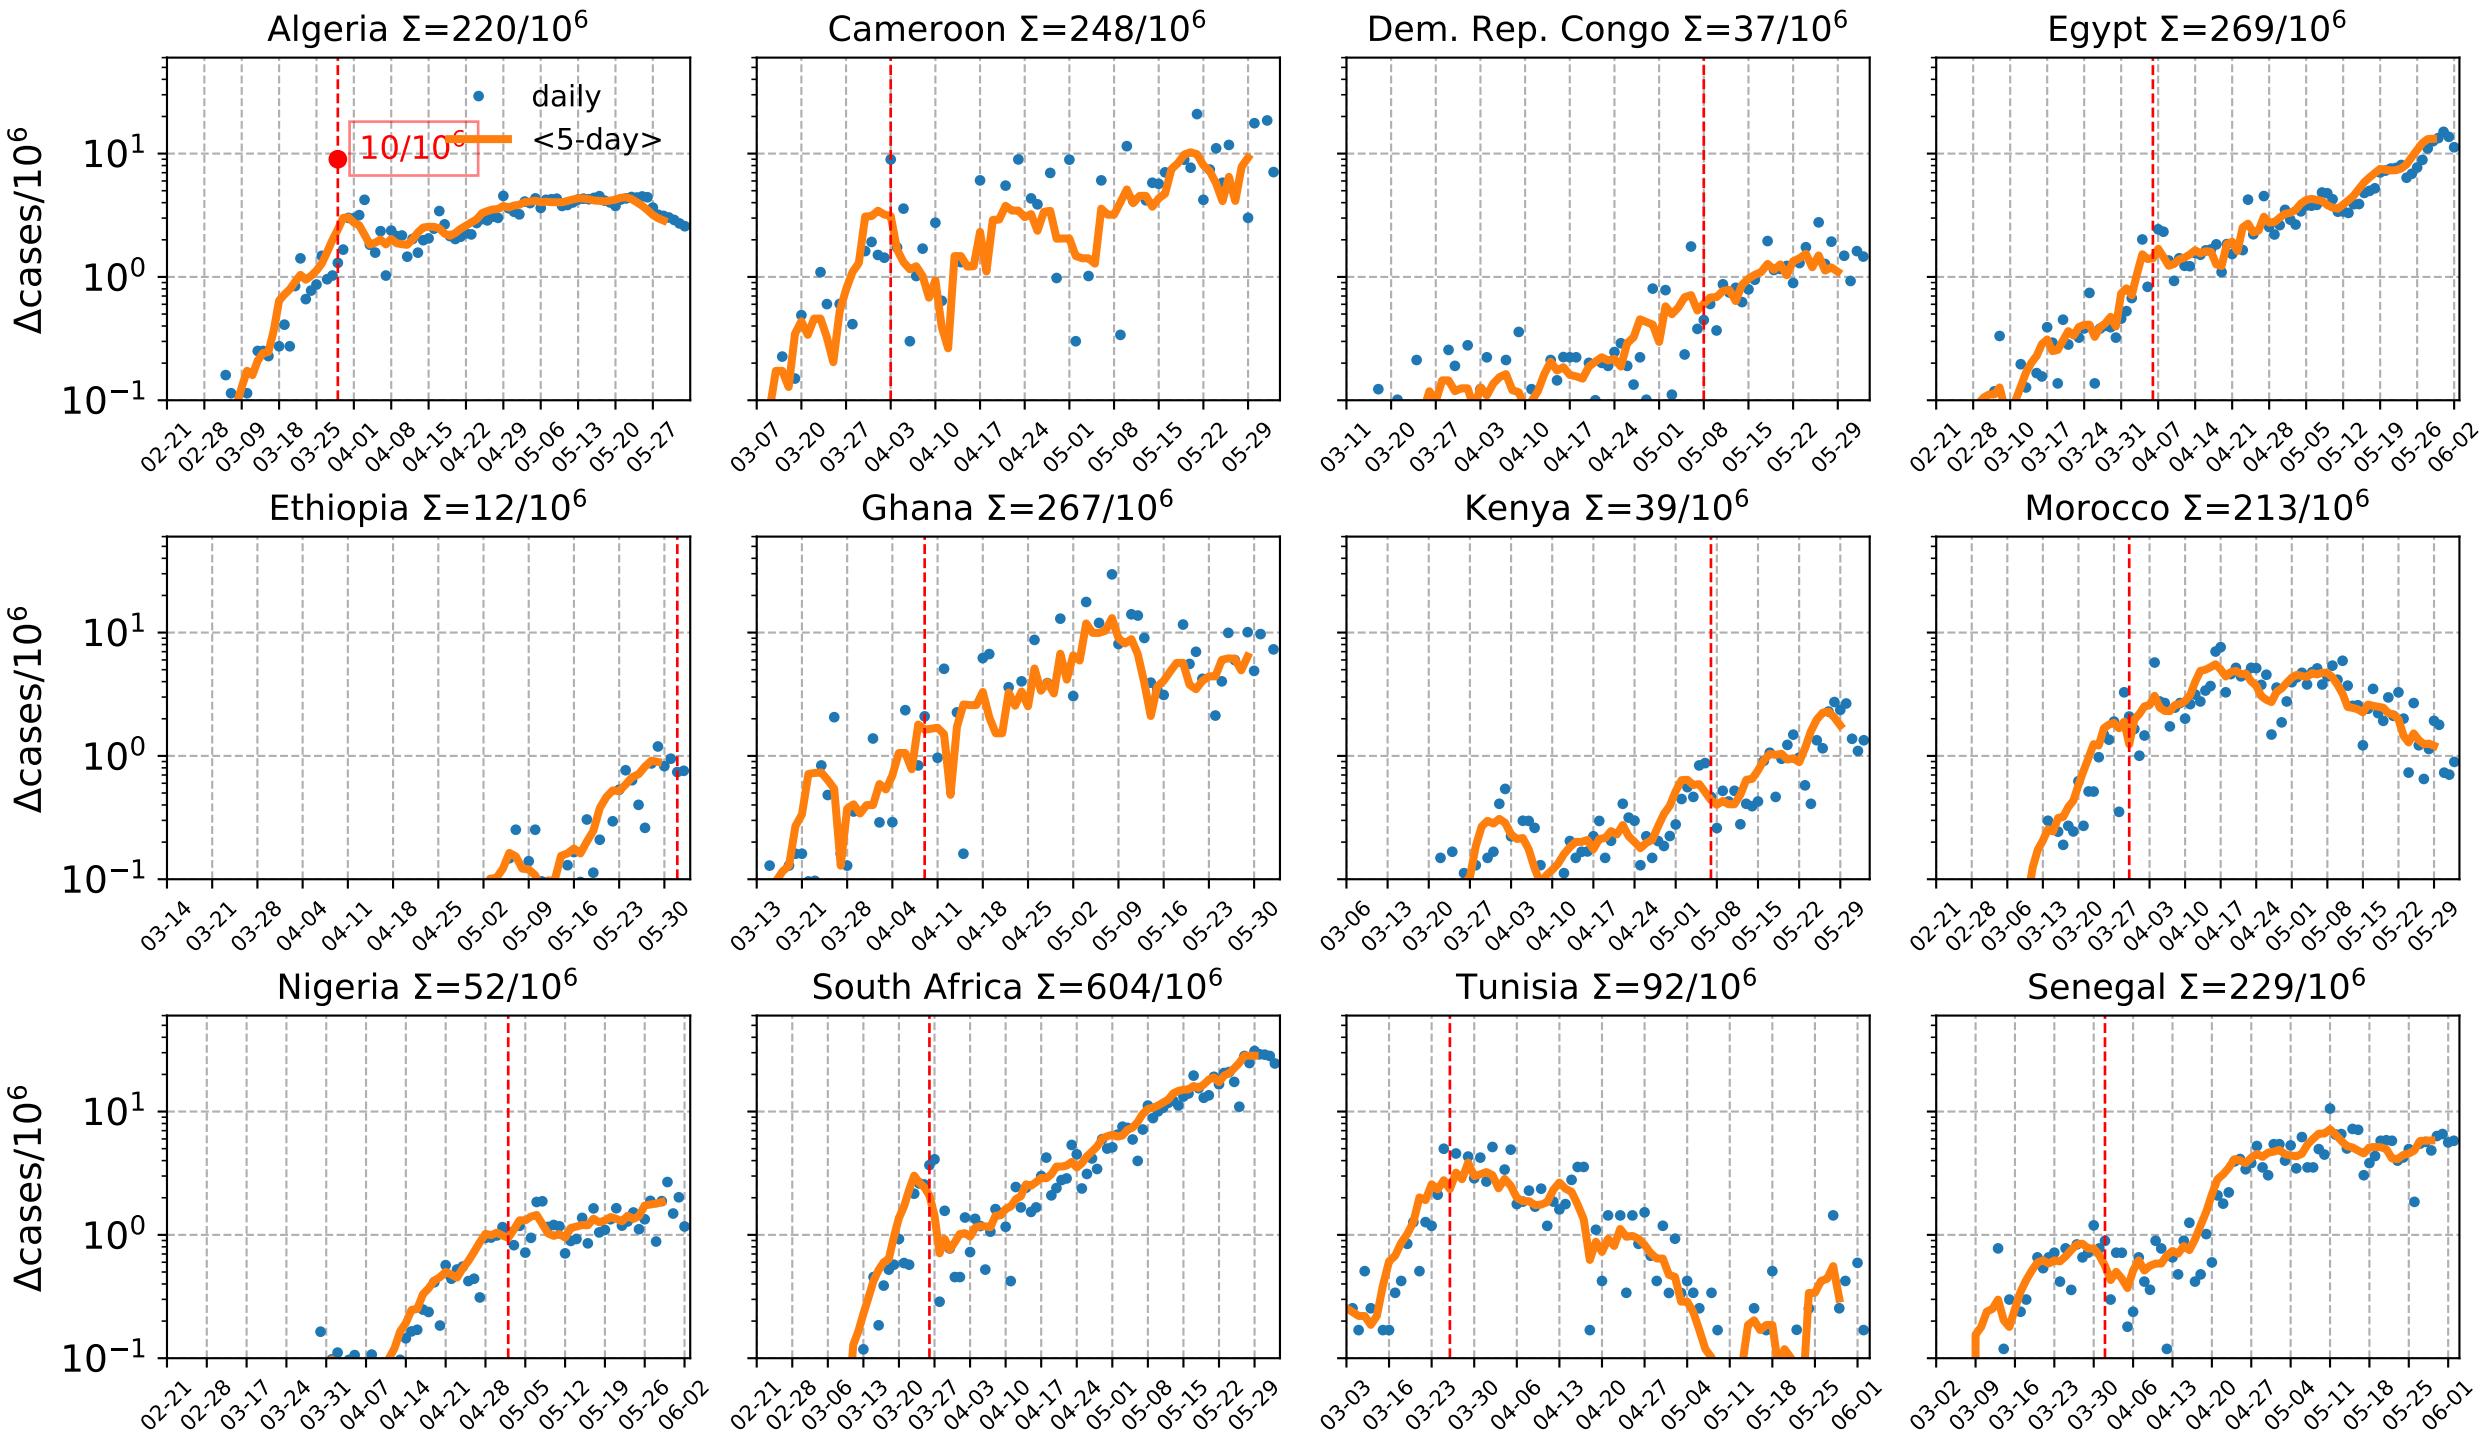 Algeria Σ=220/10⁶
Cameroon Σ=248/10⁶
Dem. Rep. Congo Σ=37/10⁶
Egypt Σ=269/10⁶
Δcases/10⁶
10¹
10⁰
10⁻¹
daily
<5-day>
10/10⁶
02-21 02-28 03-09 03-18 03-25 04-01 04-08 04-15 04-22 04-29 05-06 05-13 05-20 05-27
03-07 03-20 03-27 04-03 04-10 04-17 04-24 05-01 05-08 05-15 05-22 05-29
03-11 03-20 03-27 04-03 04-10 04-17 04-24 05-01 05-08 05-15 05-22 05-29
02-21 02-28 03-10 03-17 03-24 03-31 04-07 04-14 04-21 04-28 05-05 05-12 05-19 05-26 06-02
Ethiopia Σ=12/10⁶
Ghana Σ=267/10⁶
Kenya Σ=39/10⁶
Morocco Σ=213/10⁶
Δcases/10⁶
10¹
10⁰
10⁻¹
03-14 03-21 03-28 04-04 04-11 04-18 04-25 05-02 05-09 05-16 05-23 05-30
03-13 03-21 03-28 04-04 04-11 04-18 04-25 05-02 05-09 05-16 05-23 05-30
03-06 03-13 03-20 03-27 04-03 04-10 04-17 04-24 05-01 05-08 05-15 05-22 05-29
02-21 02-28 03-06 03-13 03-20 03-27 04-03 04-10 04-17 04-24 05-01 05-08 05-15 05-22 05-29
Nigeria Σ=52/10⁶
South Africa Σ=604/10⁶
Tunisia Σ=92/10⁶
Senegal Σ=229/10⁶
Δcases/10⁶
10¹
10⁰
10⁻¹
02-21 02-28 03-17 03-24 03-31 04-07 04-14 04-21 04-28 05-05 05-12 05-19 05-26 06-02
02-21 02-28 03-06 03-13 03-20 03-27 04-03 04-10 04-17 04-24 05-01 05-08 05-15 05-22 05-29
03-03 03-16 03-23 03-30 04-06 04-13 04-20 04-27 05-04 05-11 05-18 05-25 06-01
03-02 03-09 03-16 03-23 03-30 04-06 04-13 04-20 04-27 05-04 05-11 05-18 05-25 06-01